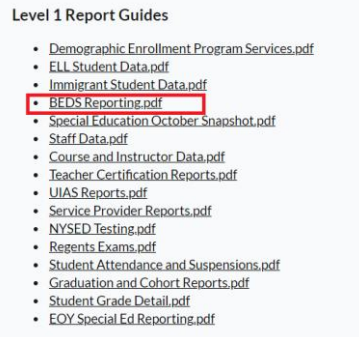 Level 1 Report Guides
Demographic Enrollment Program Services.pdf
ELL Student Data.pdf
Immigrant Student Data.pdf
BEDS Reporting.pdf
Special Education October Snapshot.pdf
Staff Data.pdf
Course and Instructor Data.pdf
Teacher Certification Reports.pdf
UIAS Reports.pdf
Service Provider Reports.pdf
NYSED Testing.pdf
Regents Exams.pdf
Student Attendance and Suspensions.pdf
Graduation and Cohort Reports.pdf
Student Grade Detail.pdf
EOY Special Ed Reporting.pdf